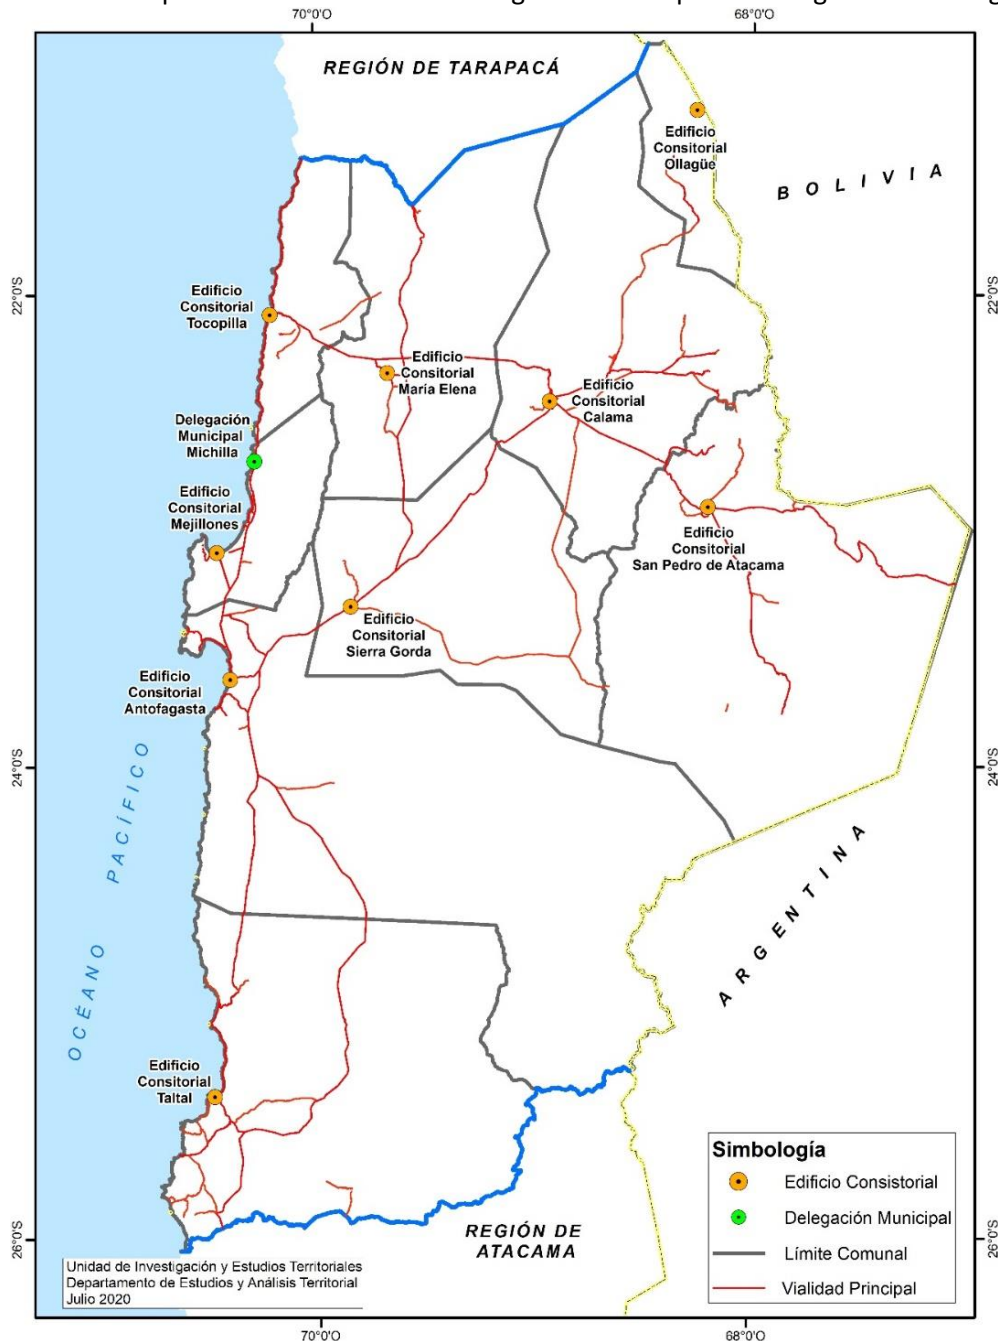 70°0'O
68°0'O
REGIÓN DE TARAPACÁ
Edificio
Consitorial
Ollagüe
BOLIVIA
22°0'S
22°0'S
Edificio
Consitorial
Tocopilla
Edificio
Consitorial
María Elena
Edificio
Consitorial
Calama
Delegación
Municipal
Michilla
Edificio
Consitorial
Mejillones
Edificio
Consitorial
San Pedro de Atacama
Edificio
Consitorial
Sierra Gorda
Edificio
Consitorial
Antofagasta
OCÉANO PACÍFICO
24°0'S
24°0'S
ARGENTINA
Edificio
Consitorial
Taltal
REGIÓN DE
ATACAMA
26°0'S
26°0'S
Simbología
Edificio Consistorial
Delegación Municipal
Límite Comunal
Vialidad Principal
Unidad de Investigación y Estudios Territoriales
Departamento de Estudios y Análisis Territorial
Julio 2020
70°0'O
68°0'O